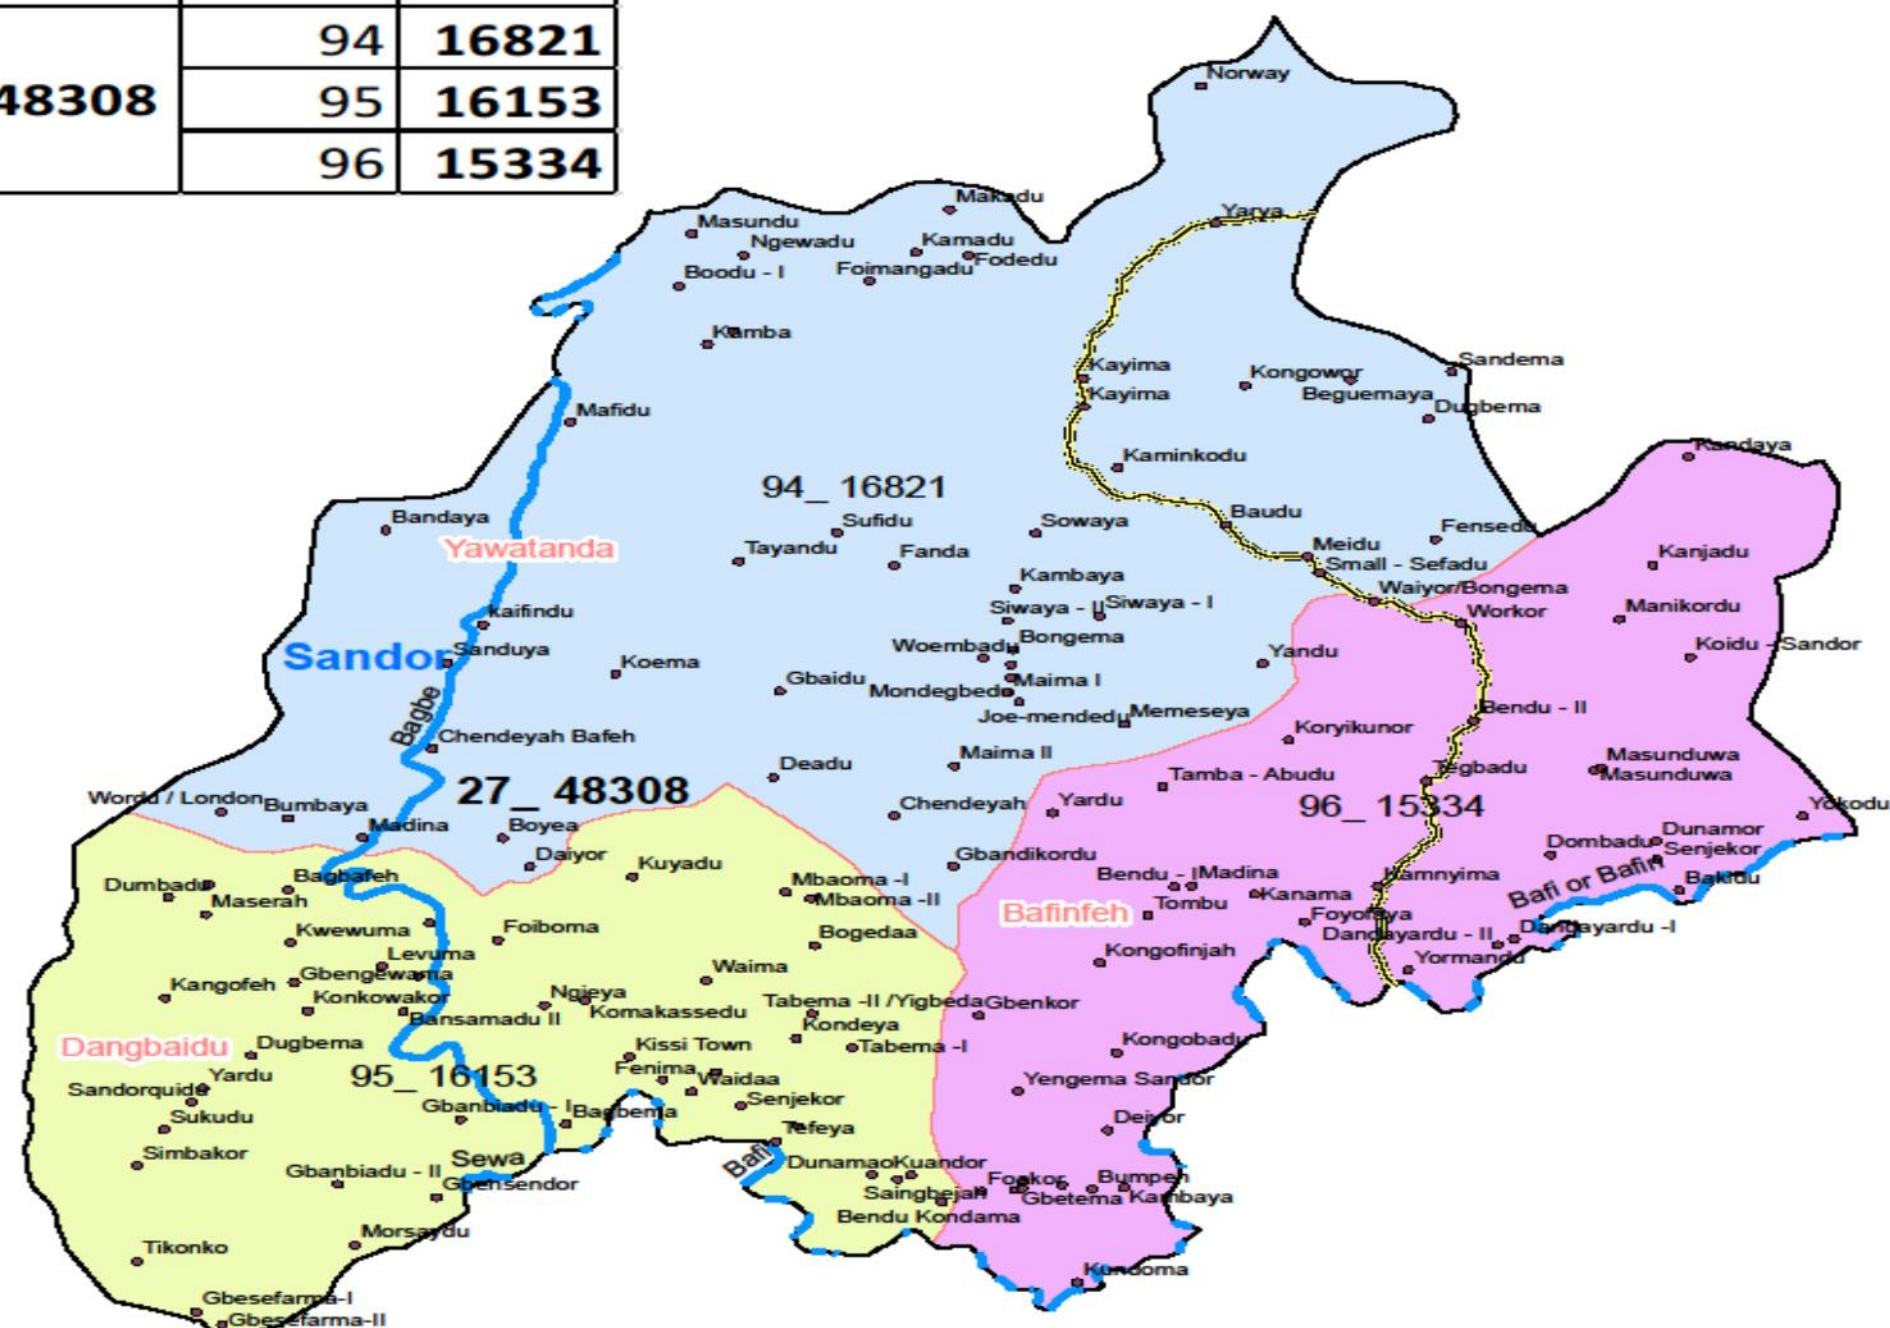 94 16821
48308 95 16153
96 15334
Norway
Makadu
Yarya
Masundu
Ngewadu
Kamadu
Fodedu
Boodu - I
Foimangadu
Kamba
Kayima
Kayima
Kongowor
Beguemaya
Sandema
Dugbema
Mafidu
Kaminkodu
Kandaya
94_ 16821
Bandaya
Yawatanda
Sufidu
Sowaya
Baudu
Fensedu
Tayandu
Fanda
Meidu
Small - Sefadu
Kanjadu
Kambaya
Waiyor/Bongema
Siwaya - II
Siwaya - I
Workor
Manikordu
kaifindu
Woembadu
Bongema
Sandor
Sanduya
Koema
Yandu
Koidu - Sandor
Gbaidu
Mondegbedu
Maima I
Joe-mendedu
Memeseya
Bendu - II
Bagbe
Chendeyah Bafeh
Koryikunor
Maima II
Deadu
Tamba - Abudu
Tegbadu
Masunduwa
Masunduwa
27_ 48308
Wordu / London
Bumbaya
Chendeyah
Yardu
96_ 15334
Yokodu
Madina
Boyea
Daiyor
Dombadu
Dunamor
Senjekor
Kuyadu
Gbandikordu
Bagbafeh
Dumbadu
Maserah
Mbaoma -I
Mbaoma -II
Bendu - I
Madina
Kanama
Kamnyima
Bafi or Bafin
Bakidu
Tombu
Bafinfeh
Foyofaya
Dangayardu - II
Dangayardu -I
Kwewuma
Foiboma
Bogedaa
Levuma
Kongofinjah
Yormandu
Kangofeh
Gbengewama
Waima
Konkowakor
Ngieya
Komakassedu
Tabema -II /Yigbeda
Gbenkor
Bansamadu II
Kondeya
Dangbaidu
Dugbema
Kissi Town
Tabema -I
Kongobadu
Yardu
95_ 16153
Fenima
Waidaa
Yengema Sandor
Sandorquidu
Gbanbiadu - I
Bagbema
Senjekor
Sukudu
Tefeya
Deiyor
Simbakor
Sewa
Bafi
Dunamao
Kuandor
Gbanbiadu - II
Gbensendor
Saingbejah
Foakor
Gbetema
Bumpeh
Kambaya
Bendu Kondama
Morsaydu
Tikonko
Kundoma
Gbesefarma-I
Gbesefarma-II